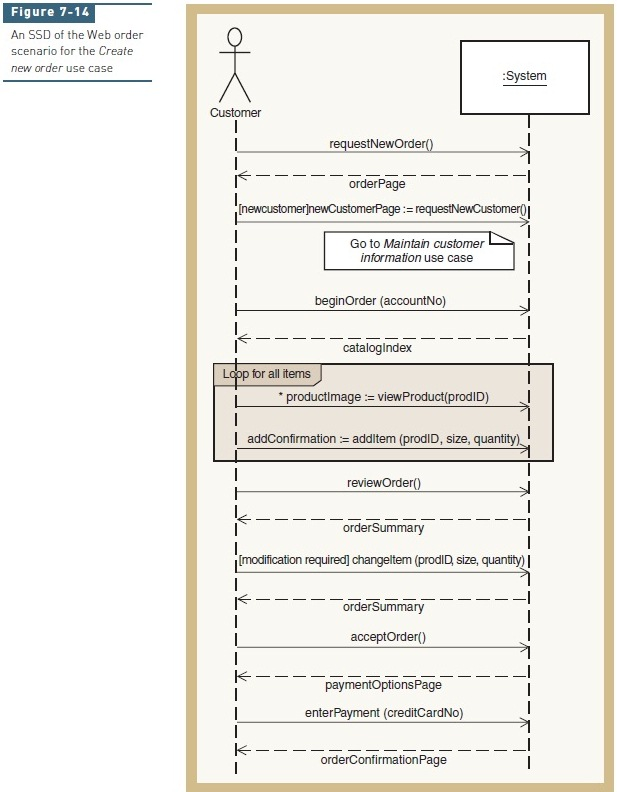 Figure 7-14
An SSD of the Web order
scenario for the Create
new order use case
Customer
:System
requestNewOrder()
orderPage
[newcustomer]newCustomerPage := requestNewCustomer()
Go to Maintain customer
information use case
beginOrder (accountNo)
catalogIndex
Loop for all items
* productImage := viewProduct(prodID)
addConfirmation := addItem (prodID, size, quantity)
reviewOrder()
orderSummary
[modification required] changeItem (prodID, size, quantity)
orderSummary
acceptOrder()
paymentOptionsPage
enterPayment (creditCardNo)
orderConfirmationPage